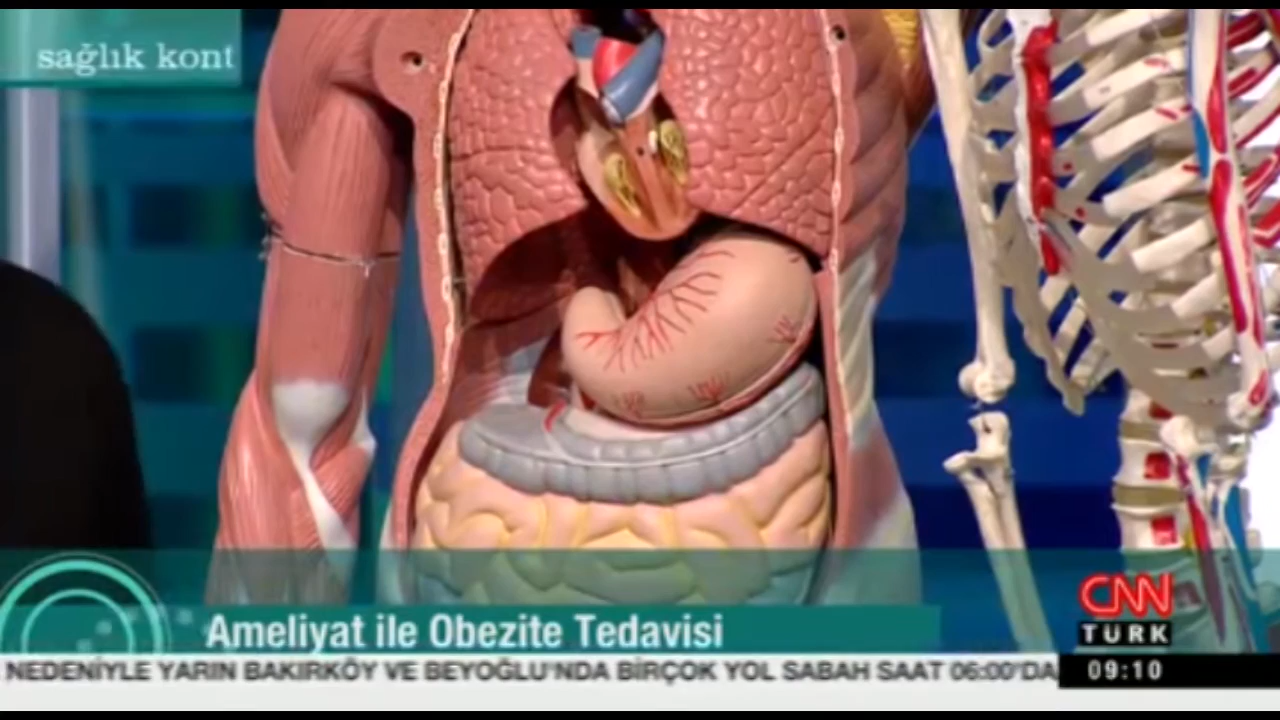 sağlık kont
Ameliyat ile Obezite Tedavisi
CNN
TÜRK
NEDENİYLE YARIN BAKIRKÖY VE BEYOĞLU'NDA BİRÇOK YOL SABAH SAAT 06:00'DA
09:10